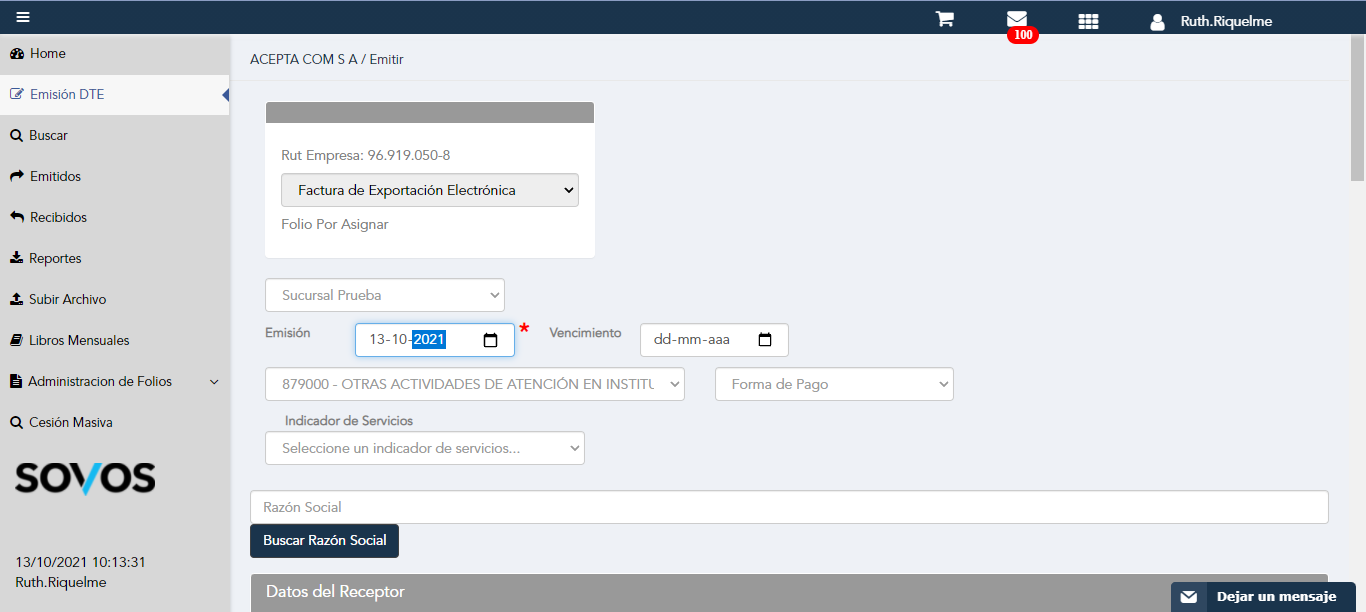 Ruth.Riquelme
100
Home
Emisión DTE
Buscar
Emitidos
Recibidos
Reportes
Subir Archivo
Libros Mensuales
Administracion de Folios
Cesión Masiva
SOVOS
13/10/2021 10:13:31
Ruth.Riquelme
ACEPTA COM S A / Emitir
Rut Empresa: 96.919.050-8
Factura de Exportación Electrónica
Folio Por Asignar
Sucursal Prueba
Emisión 13-10-2021 * Vencimiento dd-mm-aaa
879000 - OTRAS ACTIVIDADES DE ATENCIÓN EN INSTITU Forma de Pago
Indicador de Servicios
Seleccione un indicador de servicios...
Razón Social
Buscar Razón Social
Datos del Receptor
Dejar un mensaje